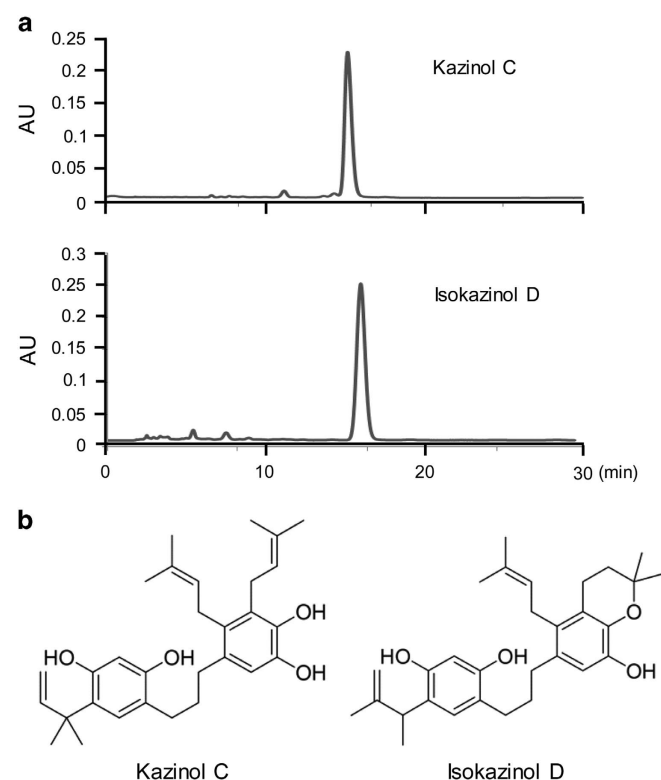 a
0.25
0.2
0.15
0.1
0.05
0
AU
Kazinol C
0.3
0.25
0.2
0.15
0.1
0.05
0
AU
Isokazinol D
0 10 20 30 (min)
b
OH
HO OH
OH
Kazinol C
O
HO OH
OH
Isokazinol D